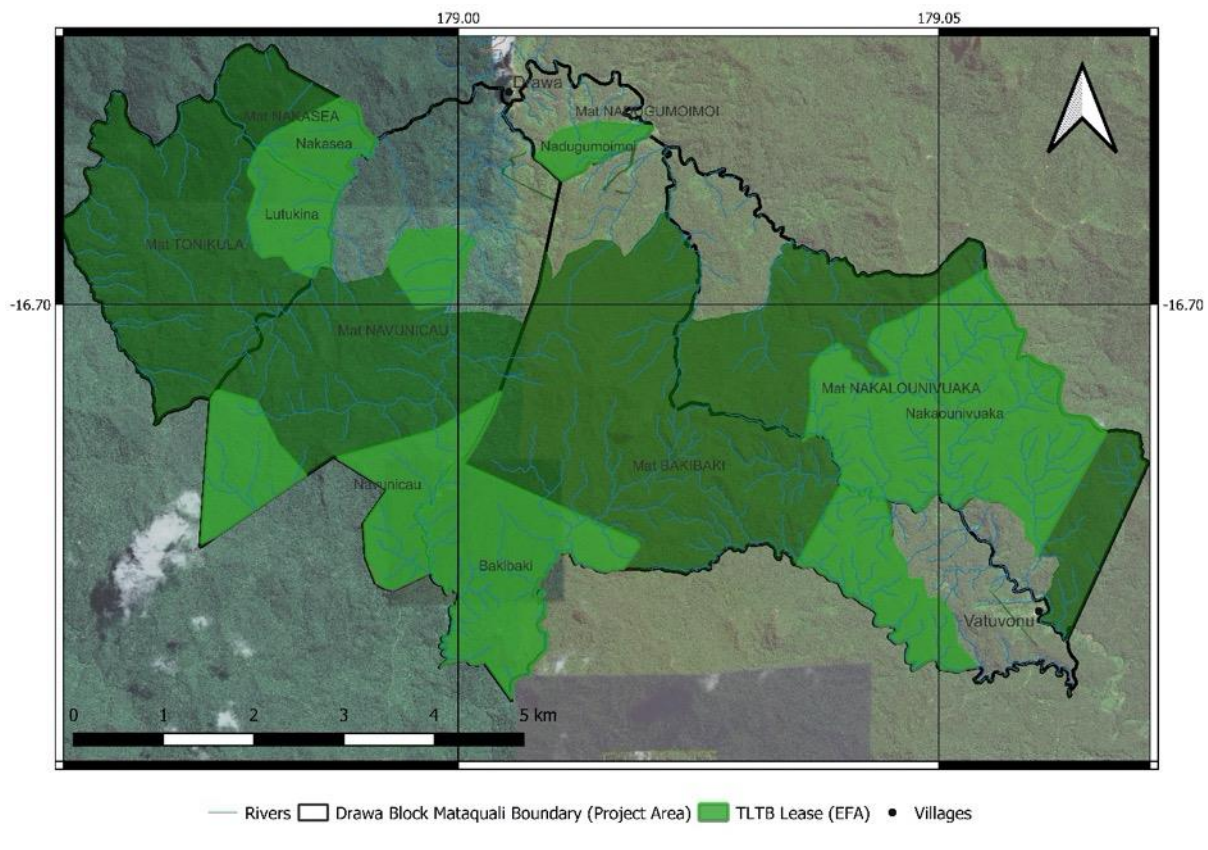 179.00 179.05
Drawa
Mat NADUGUMOIMOI
Mat NAKASEA
Nakasea
Nadugumoimoi
Lutukina
Mat TONIKULA
-16.70 -16.70
Mat NAVUNICAU
Mat NAKALOUNIVUAKA
Nakaounivuaka
Mat BAKIBAKI
Navunicau
Bakibaki
Vatuvonu
0 1 2 3 4 5 km
Rivers Drawa Block Mataquali Boundary (Project Area) TLTB Lease (EFA) Villages